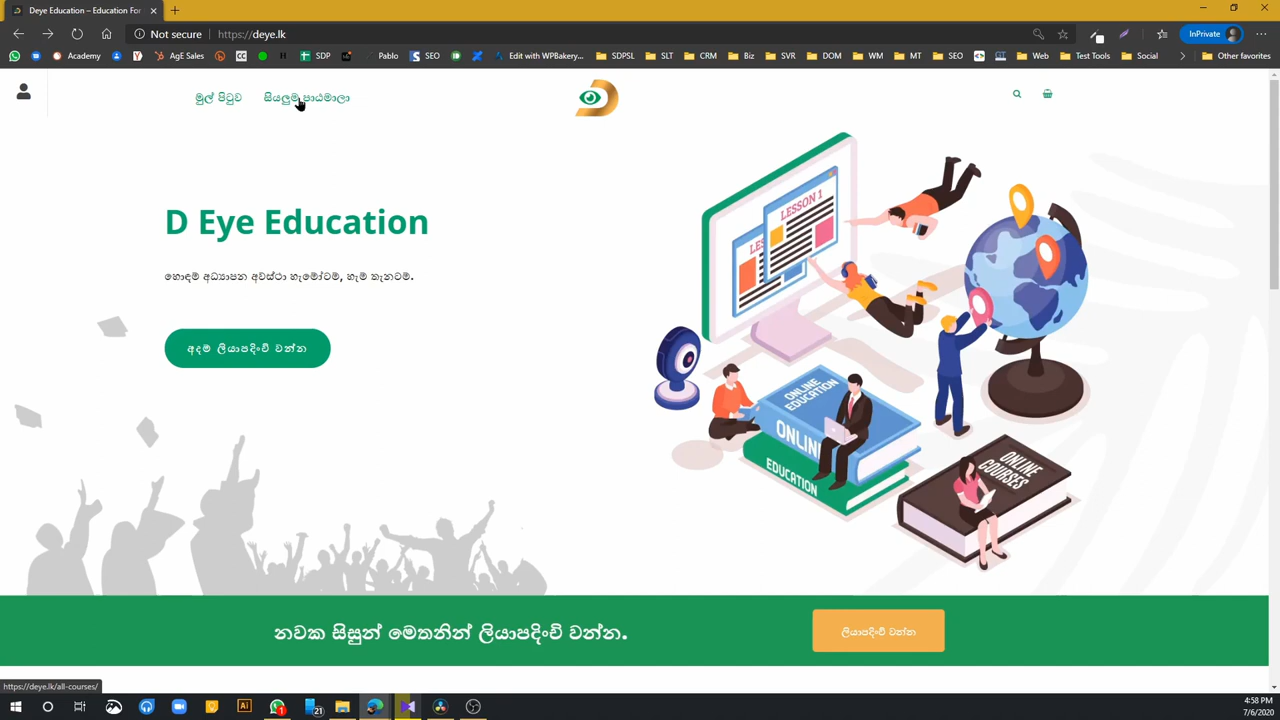 Deye Education – Education For
Not secure
https://deye.lk
InPrivate
Academy
Y
AgE Sales
H
SDP
Pablo
SEO
Edit with WPBakery...
SDPSL
SLT
CRM
Biz
SVR
DOM
WM
MT
SEO
Web
Test Tools
Social
Other favorites
මුල් පිටුව
සියලුම පාඨමාලා
LESSON 1
D Eye Education
හොඳම අධ්‍යාපන අවස්ථා හැමෝටම, හැම තැනටම.
අදම ලියාපදිංචි වන්න
ONLINE
EDUCATION
EDUCATION
ONLINE
COURSES
නවක සිසුන් මෙතනින් ලියාපදිංචි වන්න.
ලියාපදිංචි වන්න
https://deye.lk/all-courses/
Ai
1
21
4:58 PM
7/6/2020